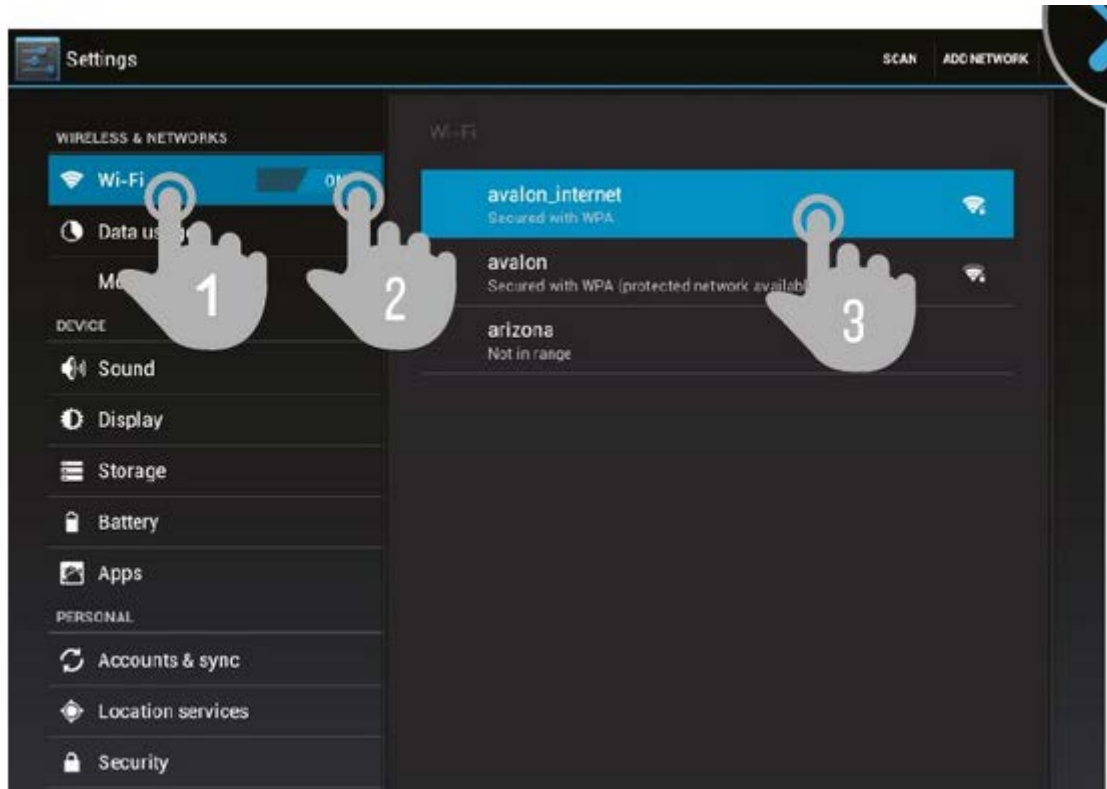 Settings
SCAN
ADD NETWORK
WIRELESS & NETWORKS
Wi-Fi
Wi-Fi
avalon_internet
Secured with WPA
1
2
Data
avalon
Secured with WPA (protected network
3
DEVICE
arizona
Not in range
Sound
Display
Storage
Battery
Apps
PERSONAL
Accounts & sync
Location services
Security